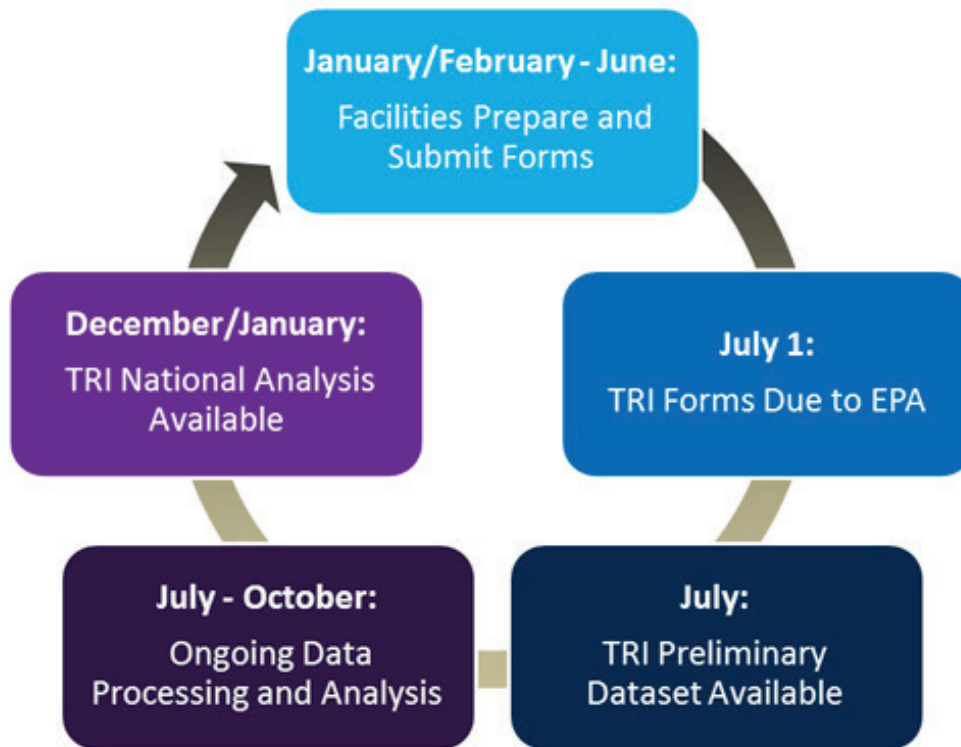 January/February - June:
Facilities Prepare and
Submit Forms
July 1:
TRI Forms Due to EPA
July:
TRI Preliminary
Dataset Available
July - October:
Ongoing Data
Processing and Analysis
December/January:
TRI National Analysis
Available